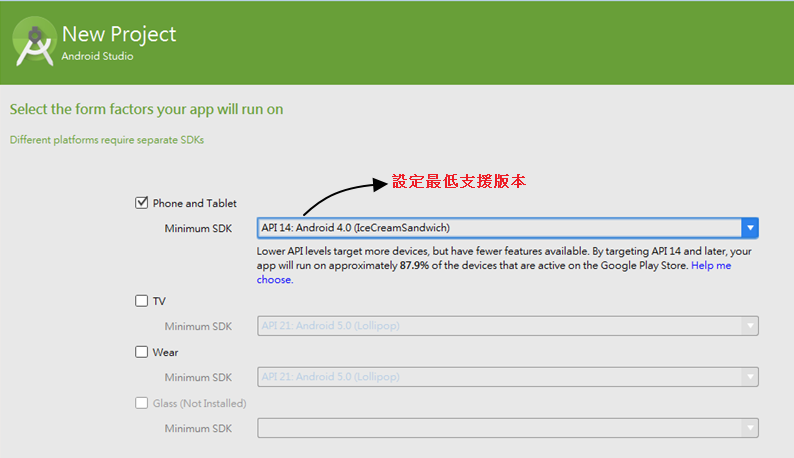 New Project
Android Studio
Select the form factors your app will run on
Different platforms require separate SDKs
設定最低支援版本
Phone and Tablet
Minimum SDK
API 14: Android 4.0 (IceCreamSandwich)
Lower API levels target more devices, but have fewer features available. By targeting API 14 and later, your
app will run on approximately 87.9% of the devices that are active on the Google Play Store. Help me
choose.
TV
Minimum SDK
API 21: Android 5.0 (Lollipop)
Wear
Minimum SDK
API 21: Android 5.0 (Lollipop)
Glass (Not Installed)
Minimum SDK